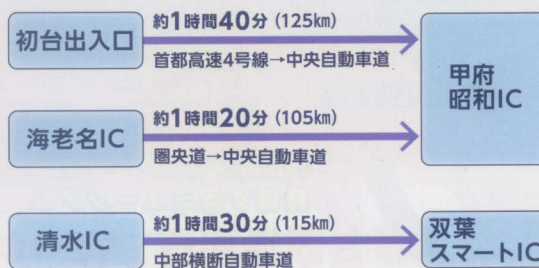 初台出入口
約1時間40分(125㎞)
首都高速4号線→中央自動車道
甲府
昭和IC
海老名IC
約1時間20分(105㎞)
圏央道→中央自動車道
清水IC
約1時間30分(115㎞)
中部横断自動車道
双葉
スマートIC